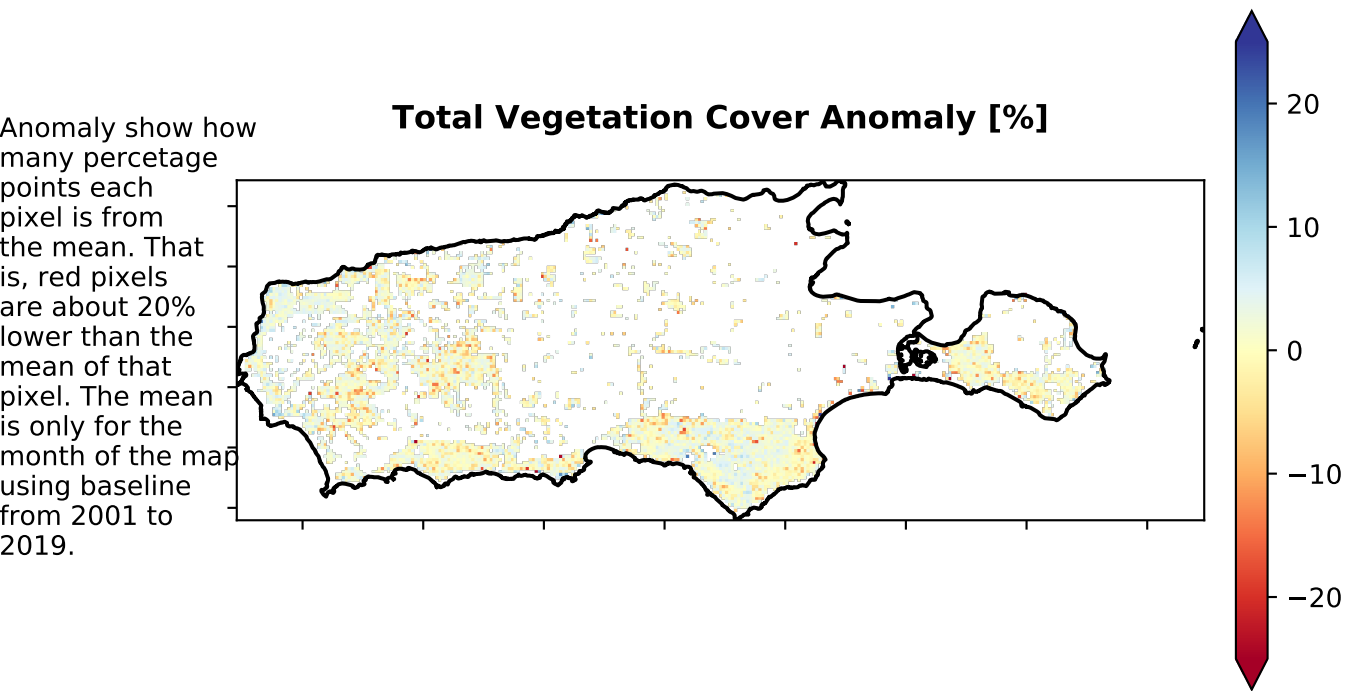 Total Vegetation Cover Anomaly [%]
Anomaly show how
many percetage
points each
pixel is from
the mean. That
is, red pixels
are about 20%
lower than the
mean of that
pixel. The mean
is only for the
month of the map
using baseline
from 2001 to
2019.
20
10
0
−10
−20